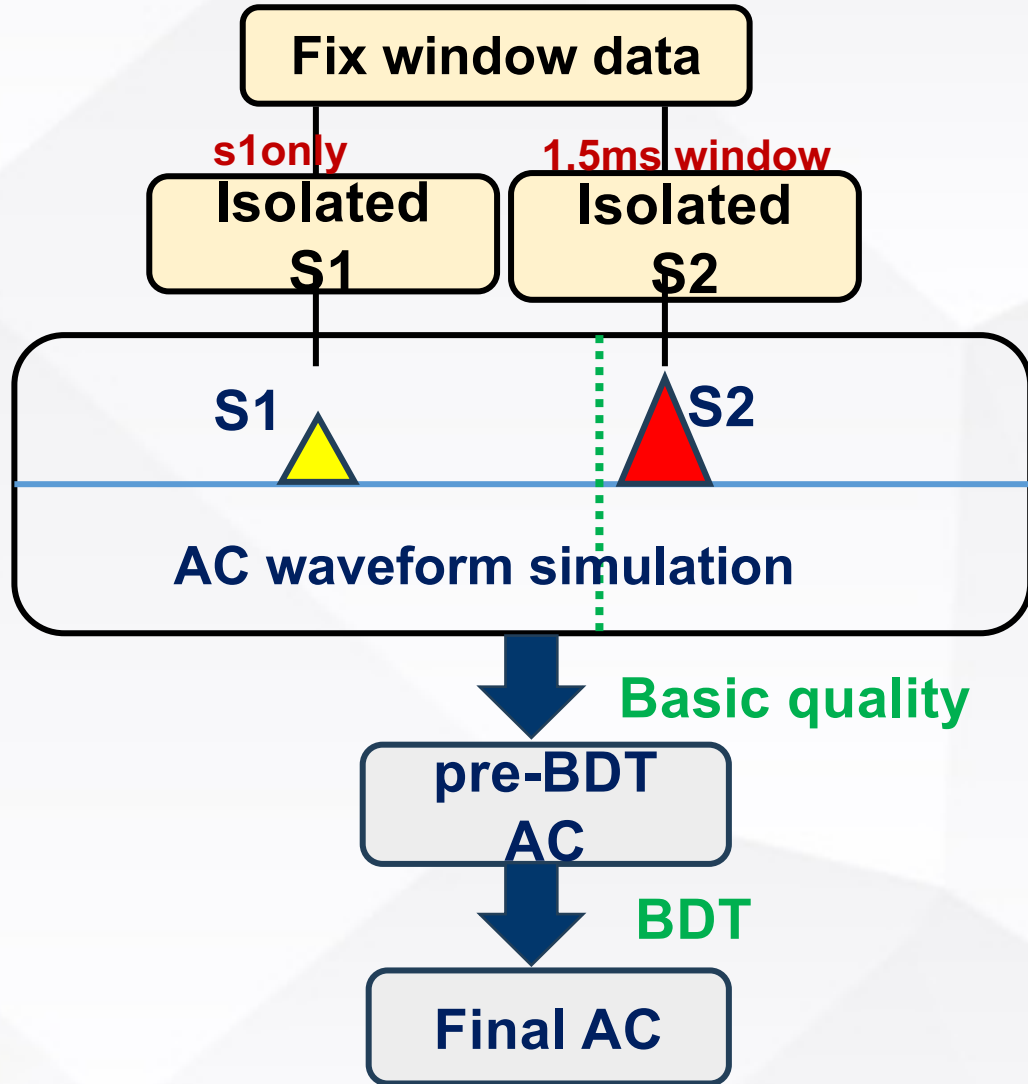 Fix window data
s1only
1.5ms window
Isolated
S1
Isolated
S2
S1
S2
AC waveform simulation
Basic quality
pre-BDT
AC
BDT
Final AC